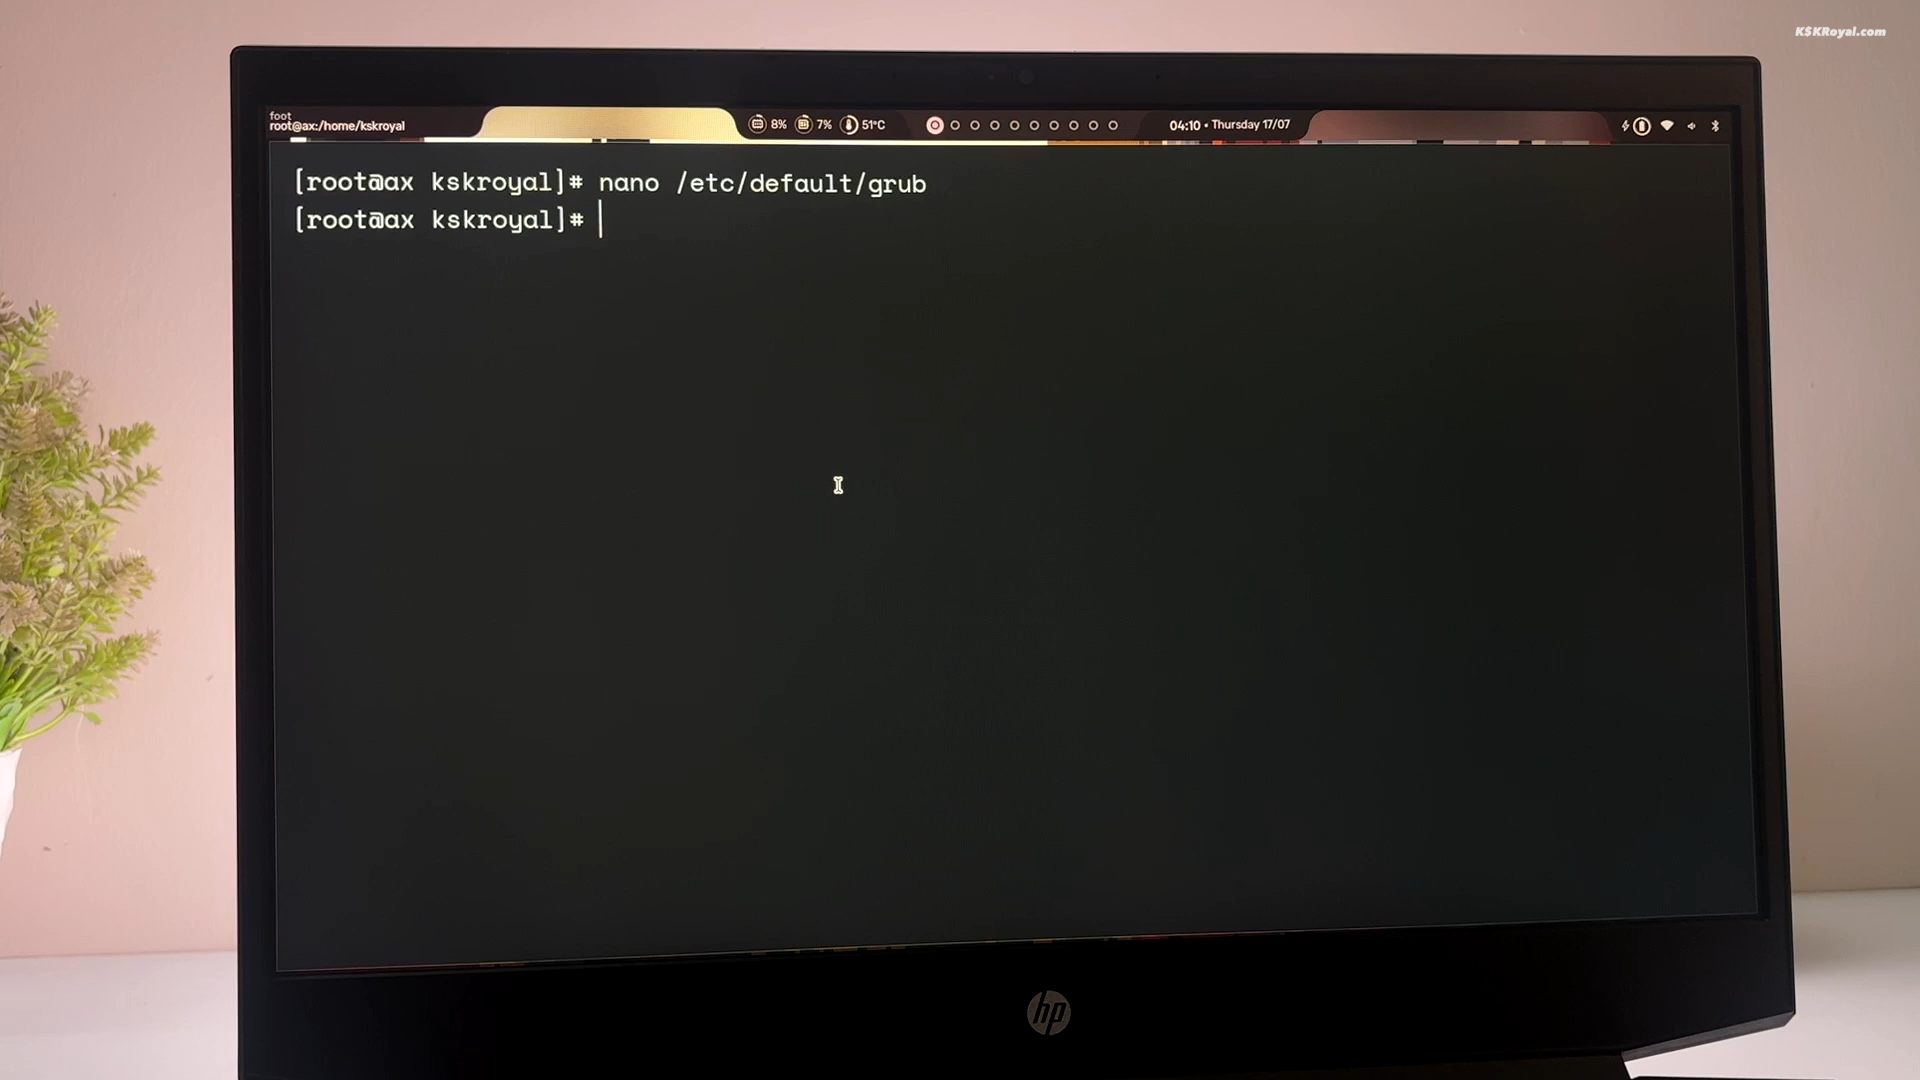 K$KRoyal.com
foot
root@ax:/home/kskroyal
8% 7% 51°C
04:10 • Thursday 17/07
[root@ax kskroyal]# nano /etc/default/grub
[root@ax kskroyal]#
hp